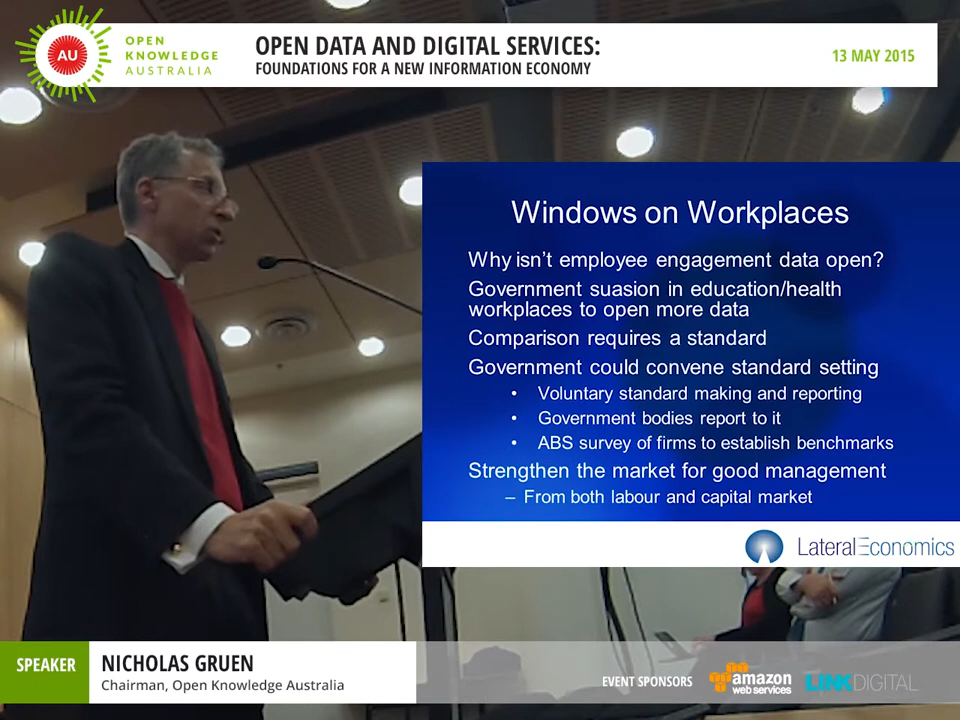 AU
OPEN
KNOWLEDGE
AUSTRALIA
OPEN DATA AND DIGITAL SERVICES:
FOUNDATIONS FOR A NEW INFORMATION ECONOMY
13 MAY 2015
Windows on Workplaces
Why isn't employee engagement data open?
Government suasion in education/health
workplaces to open more data
Comparison requires a standard
Government could convene standard setting
• Voluntary standard making and reporting
• Government bodies report to it
• ABS survey of firms to establish benchmarks
Strengthen the market for good management
– From both labour and capital market
LateralEconomics
SPEAKER
NICHOLAS GRUEN
Chairman, Open Knowledge Australia
EVENT SPONSORS
amazon
web services
LINKDIGITAL